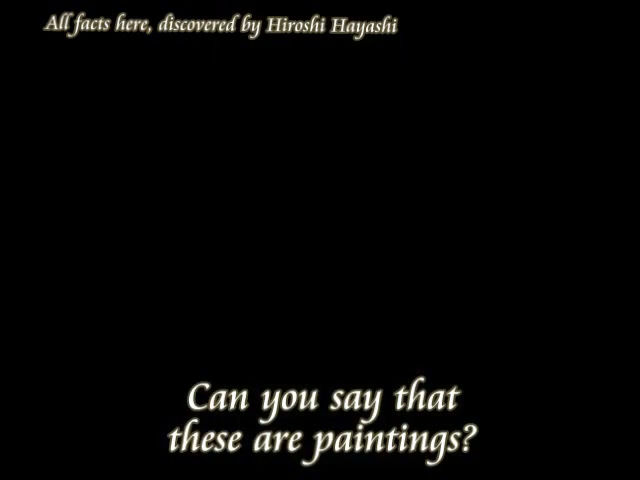 All facts here, discovered by Hiroshi Hayashi
Can you say that
these are paintings?